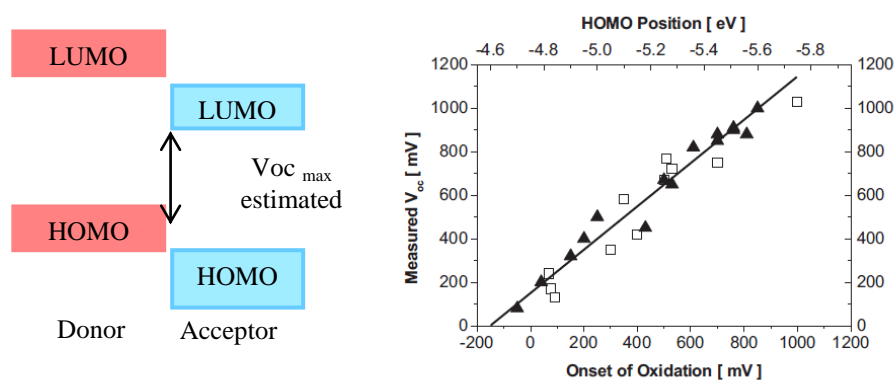 LUMO
LUMO
Voc max
estimated
HOMO
HOMO
Donor Acceptor
HOMO Position [ eV ]
-4.6 -4.8 -5.0 -5.2 -5.4 -5.6 -5.8
1000 1000
800 800
600 600
400 400
200 200
0 0
Measured Voc [ mV ]
-200 0 200 400 600 800 1000 1200
Onset of Oxidation [ mV ]